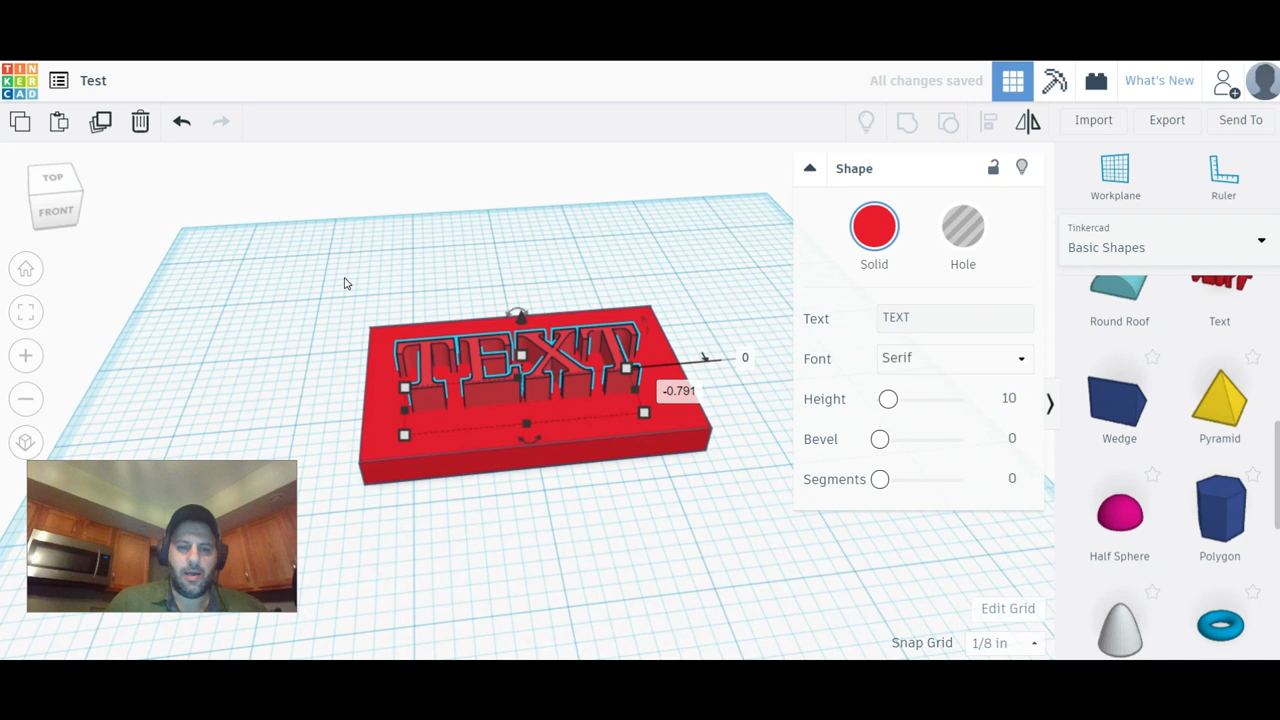 TIN
KER
CAD
Test
All changes saved
What's New
Import
Export
Send To
TOP
FRONT
Shape
Workplane
Ruler
Solid
Hole
Tinkercad
Basic Shapes
Round Roof
Text
Text
TEXT
Font
Serif
Height
10
Bevel
0
Segments
0
TEXT
0
-0.791
Wedge
Pyramid
Half Sphere
Polygon
Edit Grid
Snap Grid
1/8 in